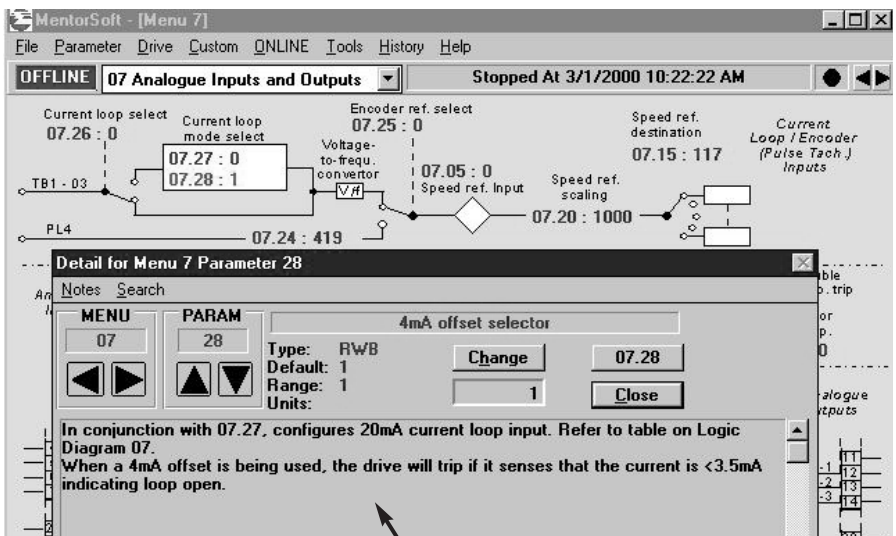 MentorSoft - [Menu 7]
File Parameter Drive Custom ONLINE Tools History Help
OFFLINE 07 Analogue Inputs and Outputs Stopped At 3/1/2000 10:22:22 AM
Current loop select
07.26 : 0
Current loop
mode select
07.27 : 0
07.28 : 1
Encoder ref. select
07.25 : 0
Voltage-
to-frequ.
convertor
V/f
07.05 : 0
Speed ref. Input
Speed ref.
scaling
07.20 : 1000
Speed ref.
destination
07.15 : 117
Current
Loop / Encoder
(Pulse Tach.)
Inputs
TB1 - 03
PL4
07.24 : 419
Detail for Menu 7 Parameter 28
Notes Search
MENU
07
PARAM
28
4mA offset selector
Type: RWB
Default: 1
Range: 1
Units:
Change
07.28
1
Close
In conjunction with 07.27, configures 20mA current loop input. Refer to table on Logic
Diagram 07.
When a 4mA offset is being used, the drive will trip if it senses that the current is <3.5mA
indicating loop open.
trip
11
12
13
14